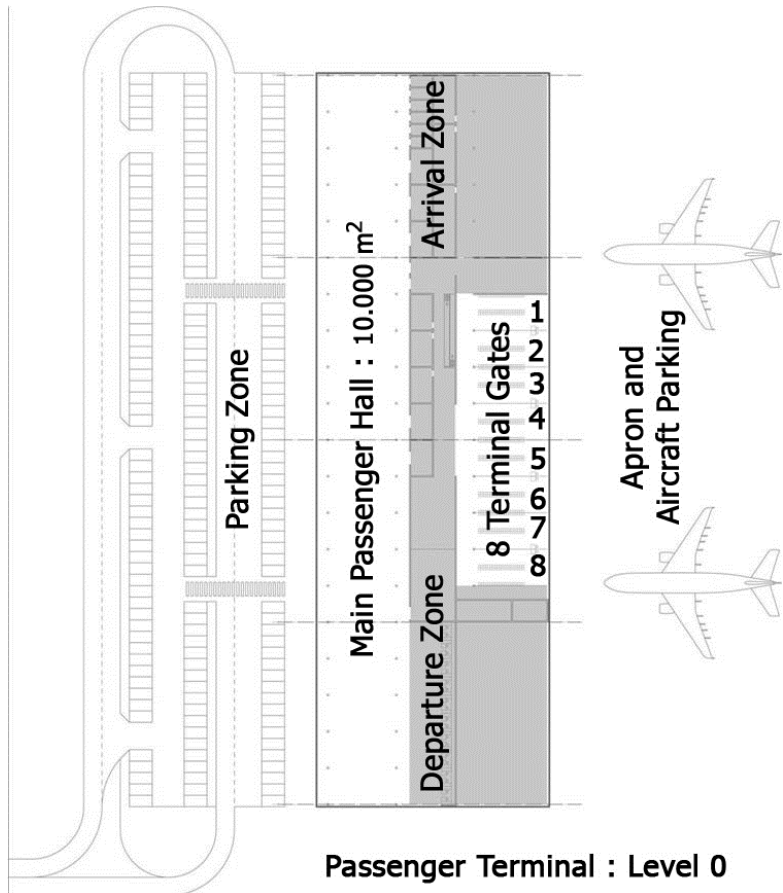 Parking Zone
Main Passenger Hall : 10.000 m²
Arrival Zone
Departure Zone
8 Terminal Gates
1
2
3
4
5
6
7
8
Apron and
Aircraft Parking
Passenger Terminal : Level 0